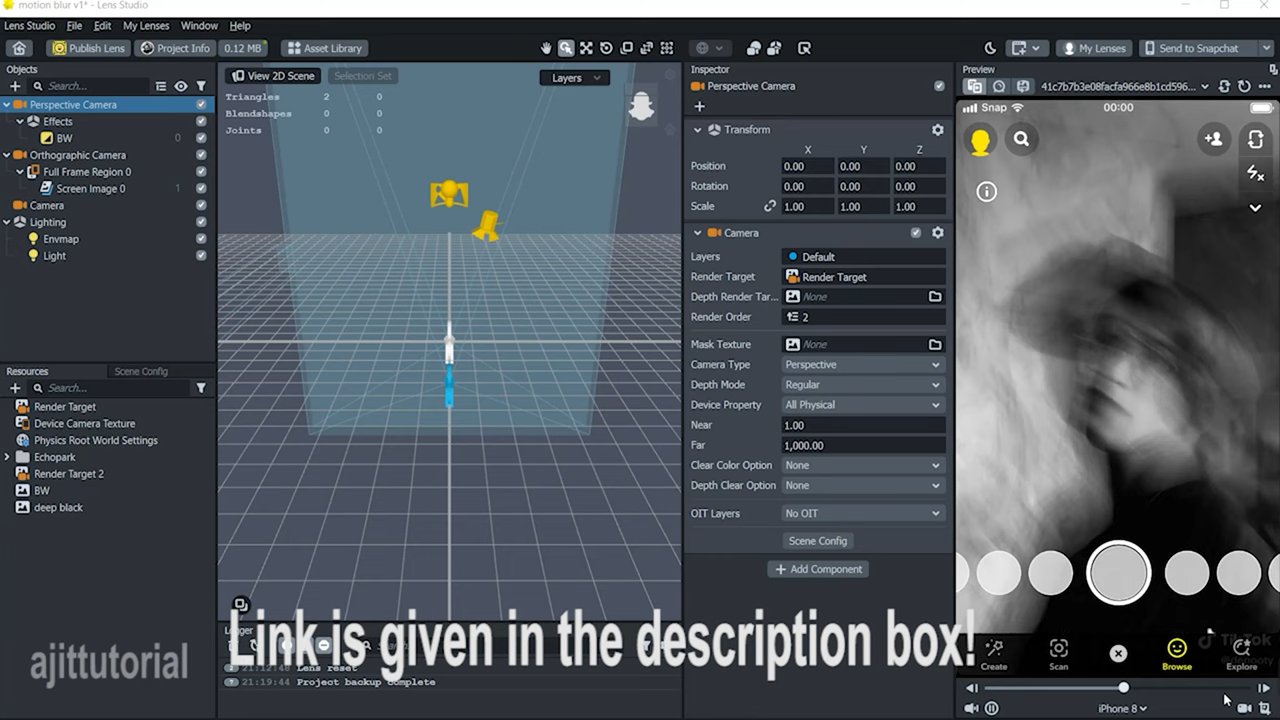 motion blur v1* - Lens Studio
Lens Studio File Edit My Lenses Window Help
Publish Lens Project Info 0.12 MB Asset Library My Lenses Send to Snapchat
Objects
Search...
Perspective Camera
Effects
BW 0
Orthographic Camera
Full Frame Region 0
Screen Image 0 1
Camera
Lighting
Envmap
Light
Resources Scene Config
Search...
Render Target
Device Camera Texture
Physics Root World Settings
Echopark
Render Target 2
BW
deep black
View 2D Scene Selection Set Layers
Triangles 2 0
Blendshapes 0 0
Joints 0 0
Logger
21:12:48 Lens reset
21:19:44 Project backup complete
Inspector
Perspective Camera
Transform
X Y Z
Position 0.00 0.00 0.00
Rotation 0.00 0.00 0.00
Scale 1.00 1.00 1.00
Camera
Layers Default
Render Target Render Target
Depth Render Tar... None
Render Order 2
Mask Texture None
Camera Type Perspective
Depth Mode Regular
Device Property All Physical
Near 1.00
Far 1,000.00
Clear Color Option None
Depth Clear Option None
OIT Layers No OIT
Scene Config
+ Add Component
Preview
41c7b7b3e08facfa966e8b1cd596...
Snap 00:00
Create Scan Browse Explore
TikTok
iPhone 8
Link is given in the description box!
ajittutorial